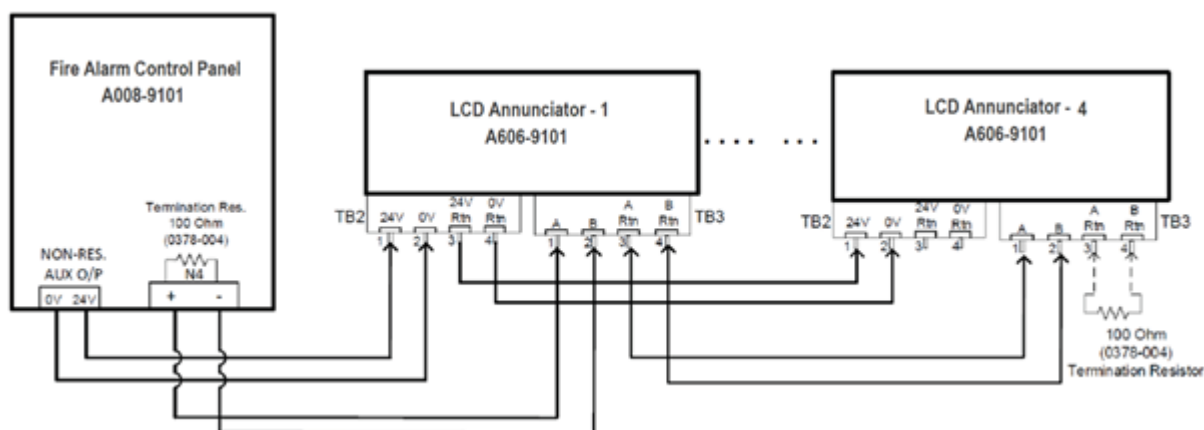 Fire Alarm Control Panel
A008-9101
Termination Res.
100 Ohm
(0378-004)
N4
NON-RES.
AUX O/P
0V 24V
+ -
LCD Annunciator - 1
A606-9101
TB2
24V 0V 24V Rtn 0V Rtn
1 2 3 4
A B A Rtn B Rtn
1 2 3 4
TB3
.... ...
LCD Annunciator - 4
A606-9101
TB2
24V 0V 24V Rtn 0V Rtn
1 2 3 4
A B A Rtn B Rtn
1 2 3 4
TB3
100 Ohm
(0378-004)
Termination Resistor